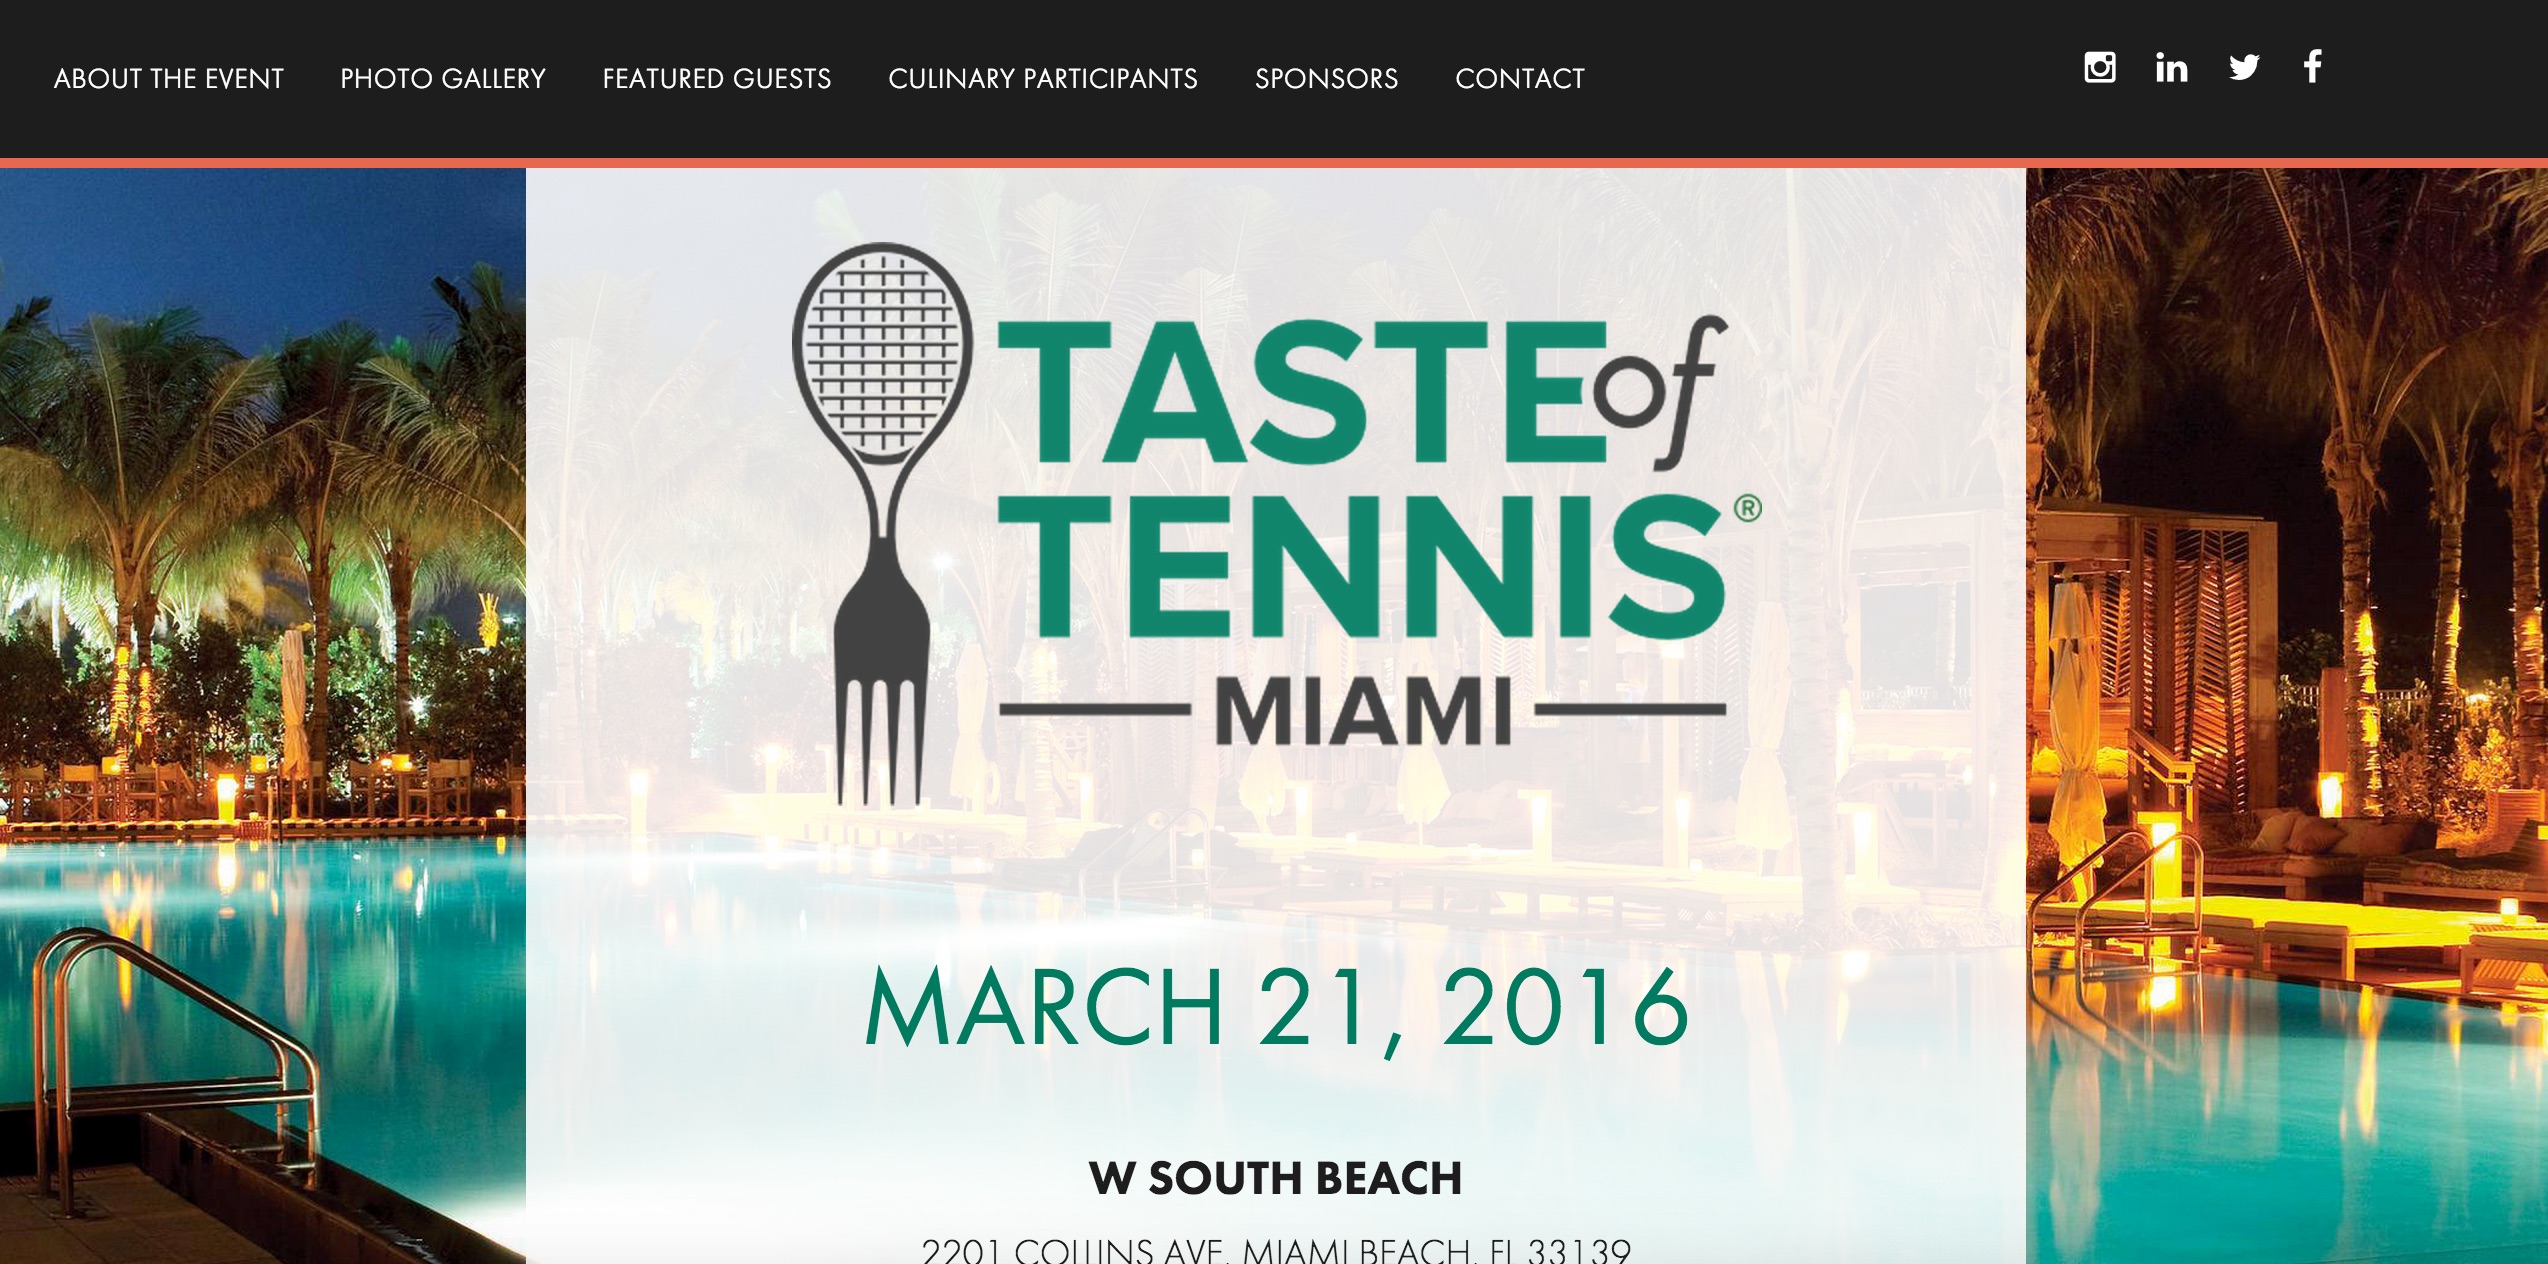 ABOUT THE EVENT PHOTO GALLERY FEATURED GUESTS CULINARY PARTICIPANTS SPONSORS CONTACT
TASTE of
TENNIS®
MIAMI
MARCH 21, 2016
W SOUTH BEACH
2201 COLLINS AVE, MIAMI BEACH, FL 33139